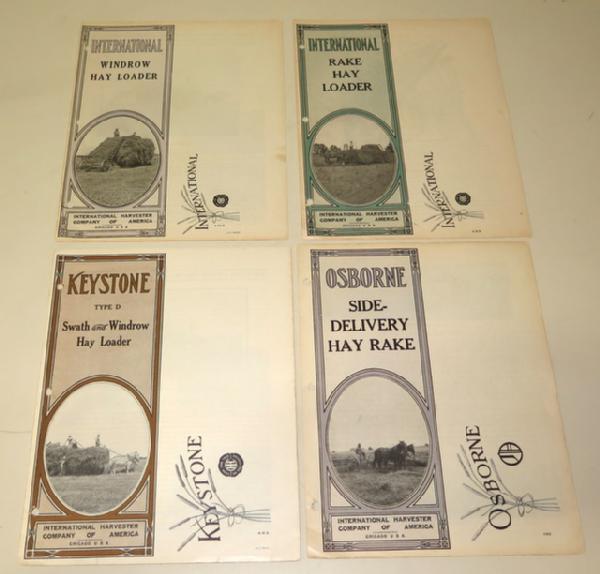 INTERNATIONAL
WINDROW
HAY LOADER
INTERNATIONAL HARVESTER
COMPANY OF AMERICA
CHICAGO U S A
INTERNATIONAL
INTERNATIONAL
RAKE
HAY
LOADER
INTERNATIONAL HARVESTER
COMPANY OF AMERICA
CHICAGO U S A
INTERNATIONAL
KEYSTONE
TYPE D
Swath and Windrow
Hay Loader
INTERNATIONAL HARVESTER
COMPANY OF AMERICA
CHICAGO U S A
KEYSTONE
OSBORNE
SIDE-
DELIVERY
HAY RAKE
INTERNATIONAL HARVESTER
COMPANY OF AMERICA
CHICAGO U S A
OSBORNE